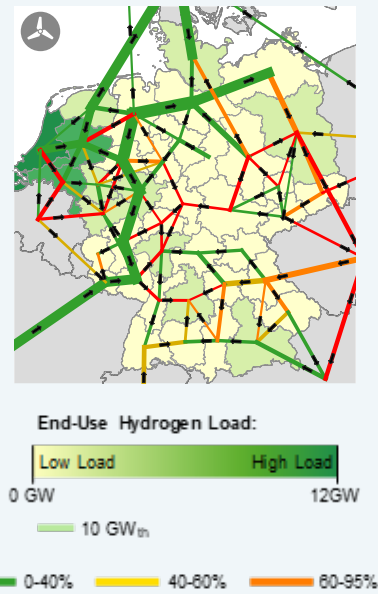 End-Use Hydrogen Load:
Low Load High Load
0 GW 12GW
10 GWth
0-40% 40-60% 60-95%